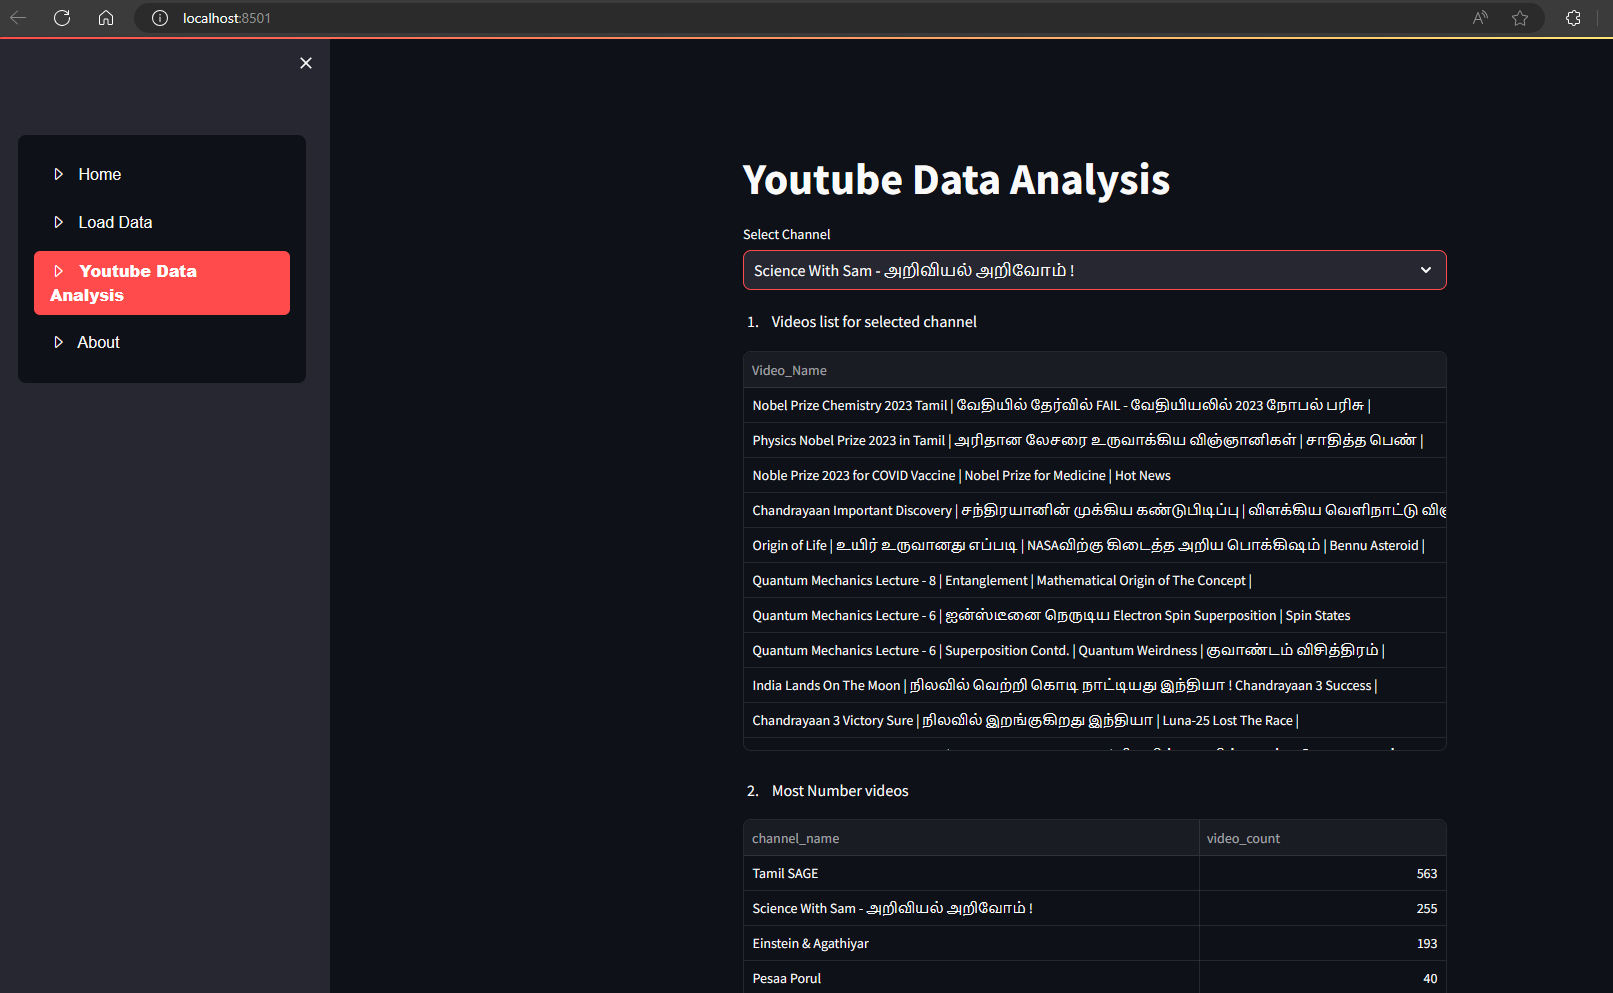 localhost:8501
Home
Load Data
Youtube Data
Analysis
About
Youtube Data Analysis
Select Channel
Science With Sam - அறிவியல் அறிவோம் !
1. Videos list for selected channel
Video_Name
Nobel Prize Chemistry 2023 Tamil | வேதியில் தேர்வில் FAIL - வேதியியலில் 2023 நோபல் பரிசு |
Physics Nobel Prize 2023 in Tamil | அரிதான லேசரை உருவாக்கிய விஞ்ஞானிகள் | சாதித்த பெண் |
Noble Prize 2023 for COVID Vaccine | Nobel Prize for Medicine | Hot News
Chandrayaan Important Discovery | சந்திரயானின் முக்கிய கண்டுபிடிப்பு | விளக்கிய வெளிநாட்டு
Origin of Life | உயிர் உருவானது எப்படி | NASAவிற்கு கிடைத்த அறிய பொக்கிஷம் | Bennu Asteroid |
Quantum Mechanics Lecture - 8 | Entanglement | Mathematical Origin of The Concept |
Quantum Mechanics Lecture - 6 | ஐன்ஸ்டீனை நெருடிய Electron Spin Superposition | Spin States
Quantum Mechanics Lecture - 6 | Superposition Contd. | Quantum Weirdness | குவாண்டம் விசித்திரம் |
India Lands On The Moon | நிலவில் வெற்றி கொடி நாட்டியது இந்தியா ! Chandrayaan 3 Success |
Chandrayaan 3 Victory Sure | நிலவில் இறங்குகிறது இந்தியா | Luna-25 Lost The Race |
2. Most Number videos
channel_name video_count
Tamil SAGE 563
Science With Sam - அறிவியல் அறிவோம் ! 255
Einstein & Agathiyar 193
Pesaa Porul 40